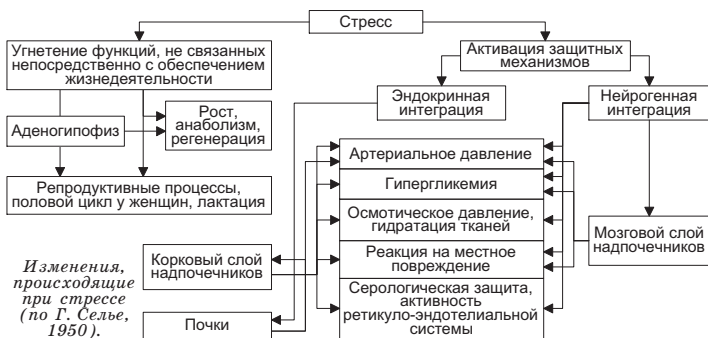 Стресс
Угнетение функций, не связанных
непосредственно с обеспечением
жизнедеятельности
Активация защитных
механизмов
Эндокринная
интеграция
Нейрогенная
интеграция
Аденогипофиз
Рост,
анаболизм,
регенерация
Артериальное давление
Репродуктивные процессы,
половой цикл у женщин, лактация
Гипергликемия
Осмотическое давление,
гидратация тканей
Мозговой слой
надпочечников
Корковый слой
надпочечников
Реакция на местное
повреждение
Серологическая защита,
активность
ретикуло-эндотелиальной
системы
Почки
Изменения,
происходящие
при стрессе
(по Г. Селье,
1950).